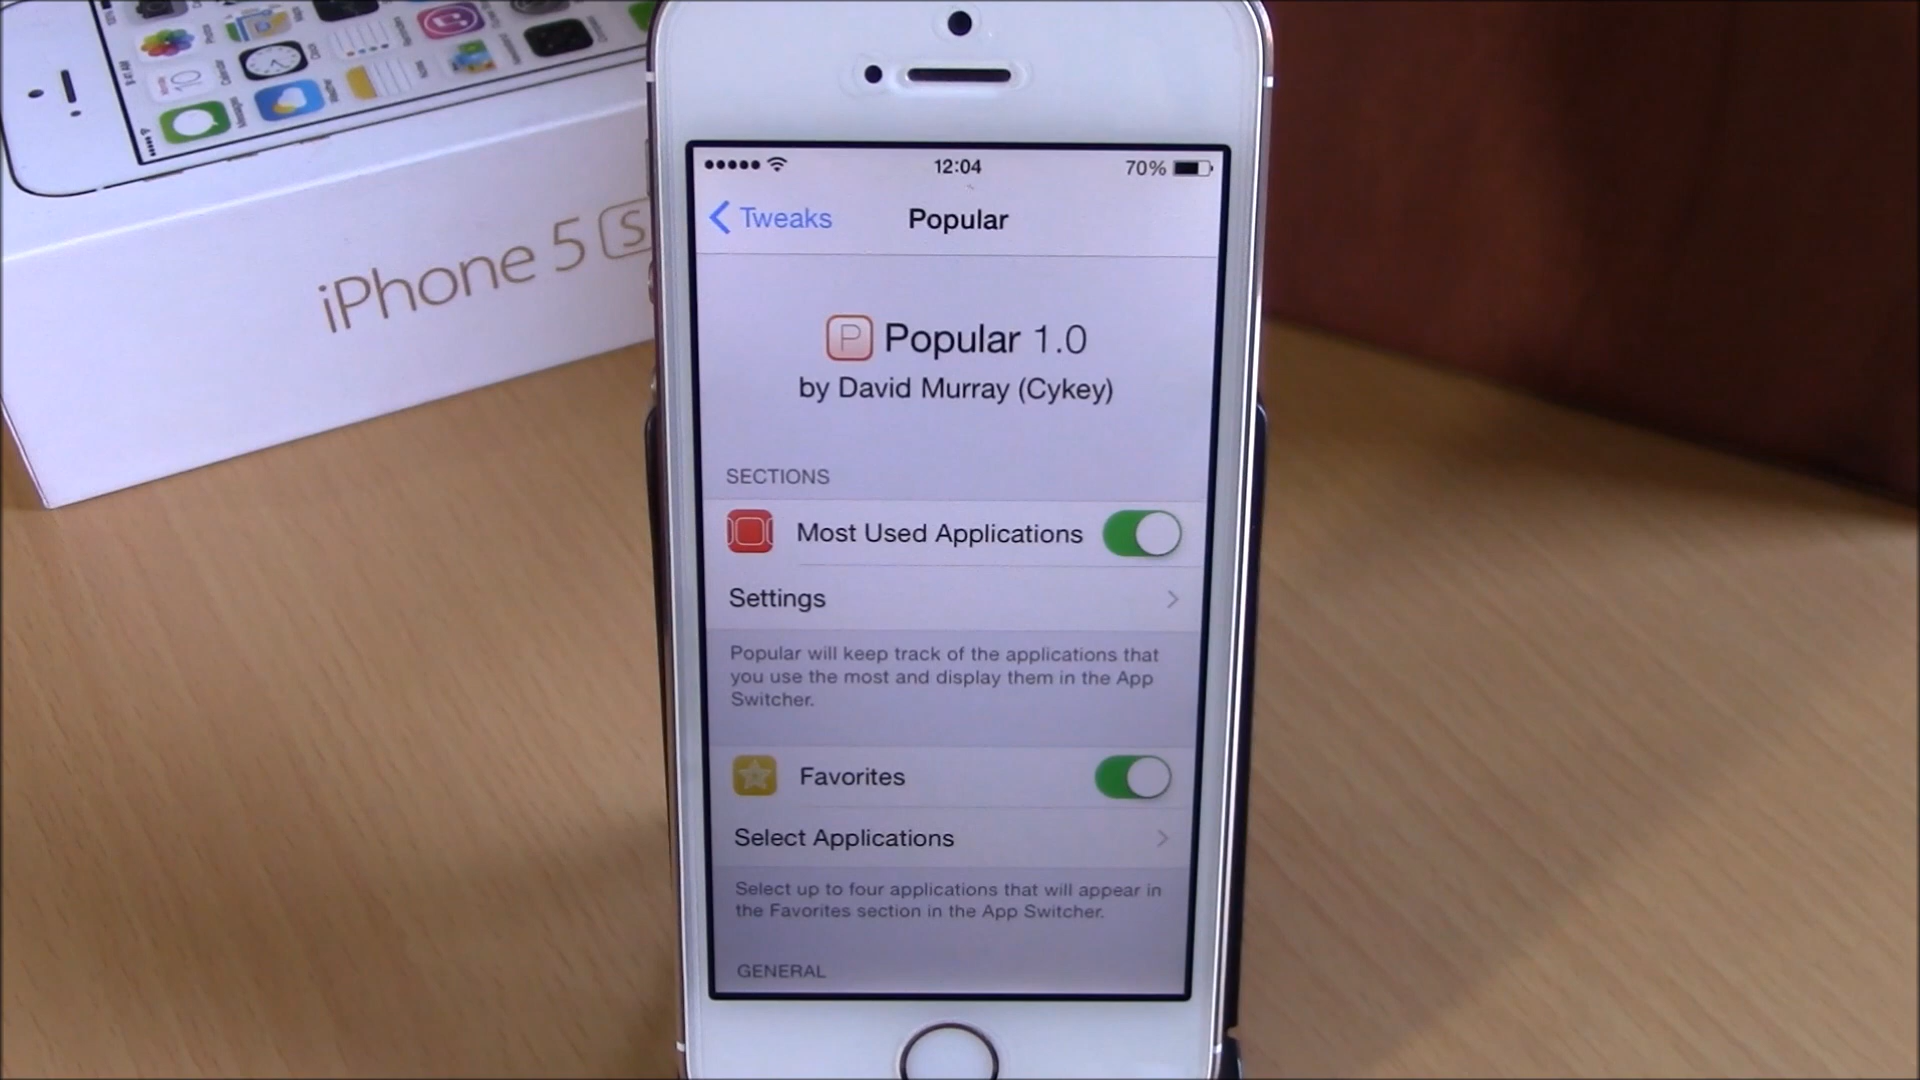 iPhone 5s
12:04
70%
Tweaks
Popular
P Popular 1.0
by David Murray (Cykey)
SECTIONS
Most Used Applications
Settings
Popular will keep track of the applications that
you use the most and display them in the App
Switcher.
Favorites
Select Applications
Select up to four applications that will appear in
the Favorites section in the App Switcher.
GENERAL